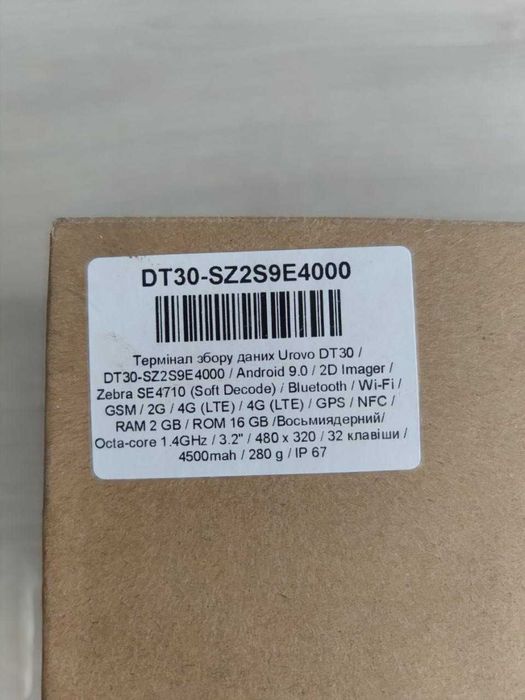 DT30-SZ2S9E4000
Термінал збору даних Urovo DT30 /
DT30-SZ2S9E4000 / Android 9.0 / 2D Imager /
Zebra SE4710 (Soft Decode) / Bluetooth / Wi-Fi /
GSM / 2G / 4G (LTE) / 4G (LTE) / GPS / NFC /
RAM 2 GB / ROM 16 GB /Восьмиядерний/
Octa-core 1.4GHz / 3.2" / 480 x 320 / 32 клавіши /
4500mah / 280 g / IP 67